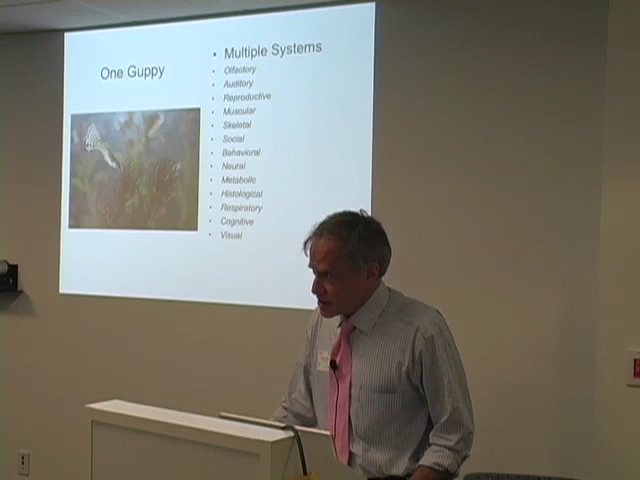 One Guppy
• Multiple Systems
• Olfactory
• Auditory
• Reproductive
• Muscular
• Skeletal
• Social
• Behavioral
• Neural
• Metabolic
• Histological
• Respiratory
• Cognitive
• Visual